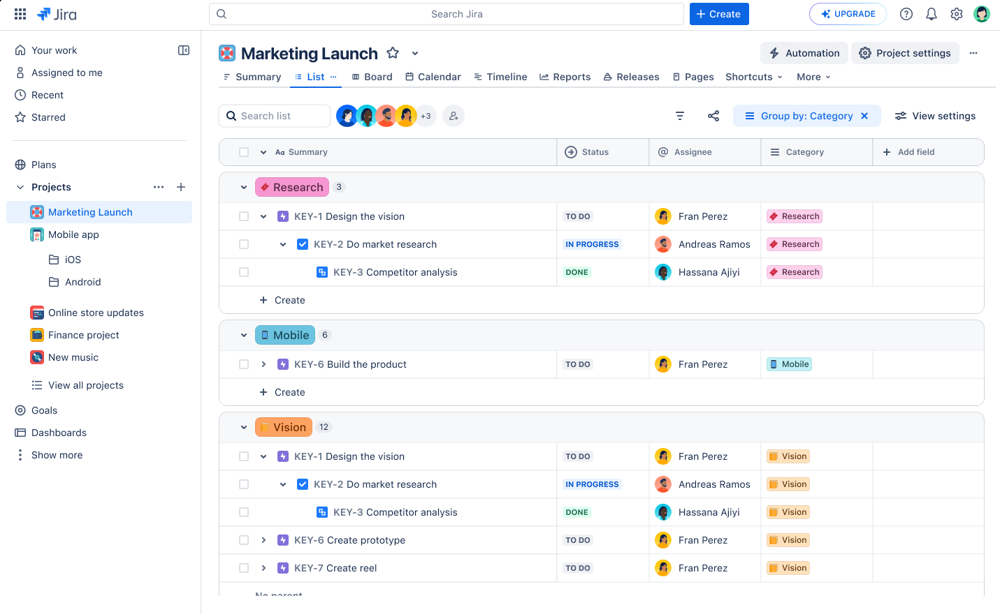 Jira
Search Jira
Create
UPGRADE
Your work
Assigned to me
Recent
Starred
Plans
Projects
Marketing Launch
Mobile app
iOS
Android
Online store updates
Finance project
New music
View all projects
Goals
Dashboards
Show more
Marketing Launch
Automation
Project settings
Summary
List
Board
Calendar
Timeline
Reports
Releases
Pages
Shortcuts
More
Search list
+3
Group by: Category
View settings
Aa Summary
Status
Assignee
Category
Add field
Research 3
KEY-1 Design the vision TO DO Fran Perez Research
KEY-2 Do market research IN PROGRESS Andreas Ramos Research
KEY-3 Competitor analysis DONE Hassana Ajiyi Research
Create
Mobile 6
KEY-6 Build the product TO DO Fran Perez Mobile
Create
Vision 12
KEY-1 Design the vision TO DO Fran Perez Vision
KEY-2 Do market research IN PROGRESS Andreas Ramos Vision
KEY-3 Competitor analysis DONE Hassana Ajiyi Vision
KEY-6 Create prototype TO DO Fran Perez Vision
KEY-7 Create reel TO DO Fran Perez Vision
No parent